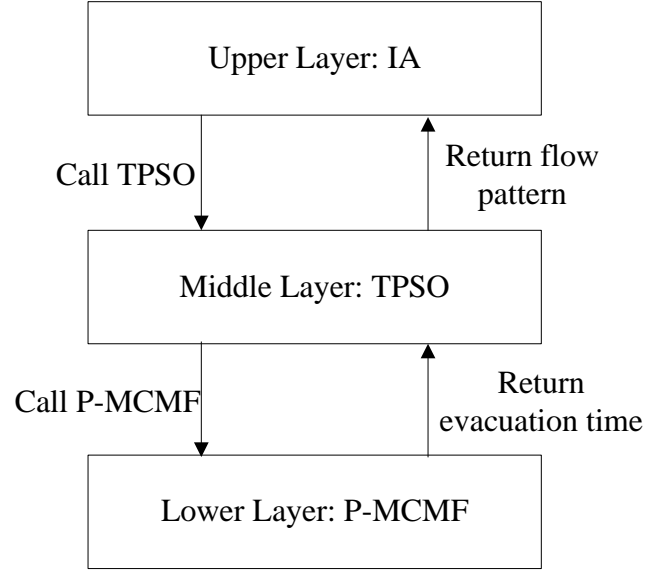 Upper Layer: IA
Call TPSO
Return flow
pattern
Middle Layer: TPSO
Call P-MCMF
Return
evacuation time
Lower Layer: P-MCMF